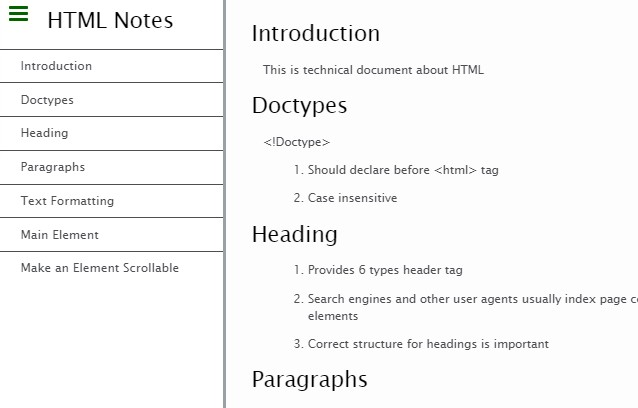 HTML Notes
Introduction
Doctypes
Heading
Paragraphs
Text Formatting
Main Element
Make an Element Scrollable
Introduction
This is technical document about HTML
Doctypes
<!Doctype>
1. Should declare before <html> tag
2. Case insensitive
Heading
1. Provides 6 types header tag
2. Search engines and other user agents usually index page
elements
3. Correct structure for headings is important
Paragraphs